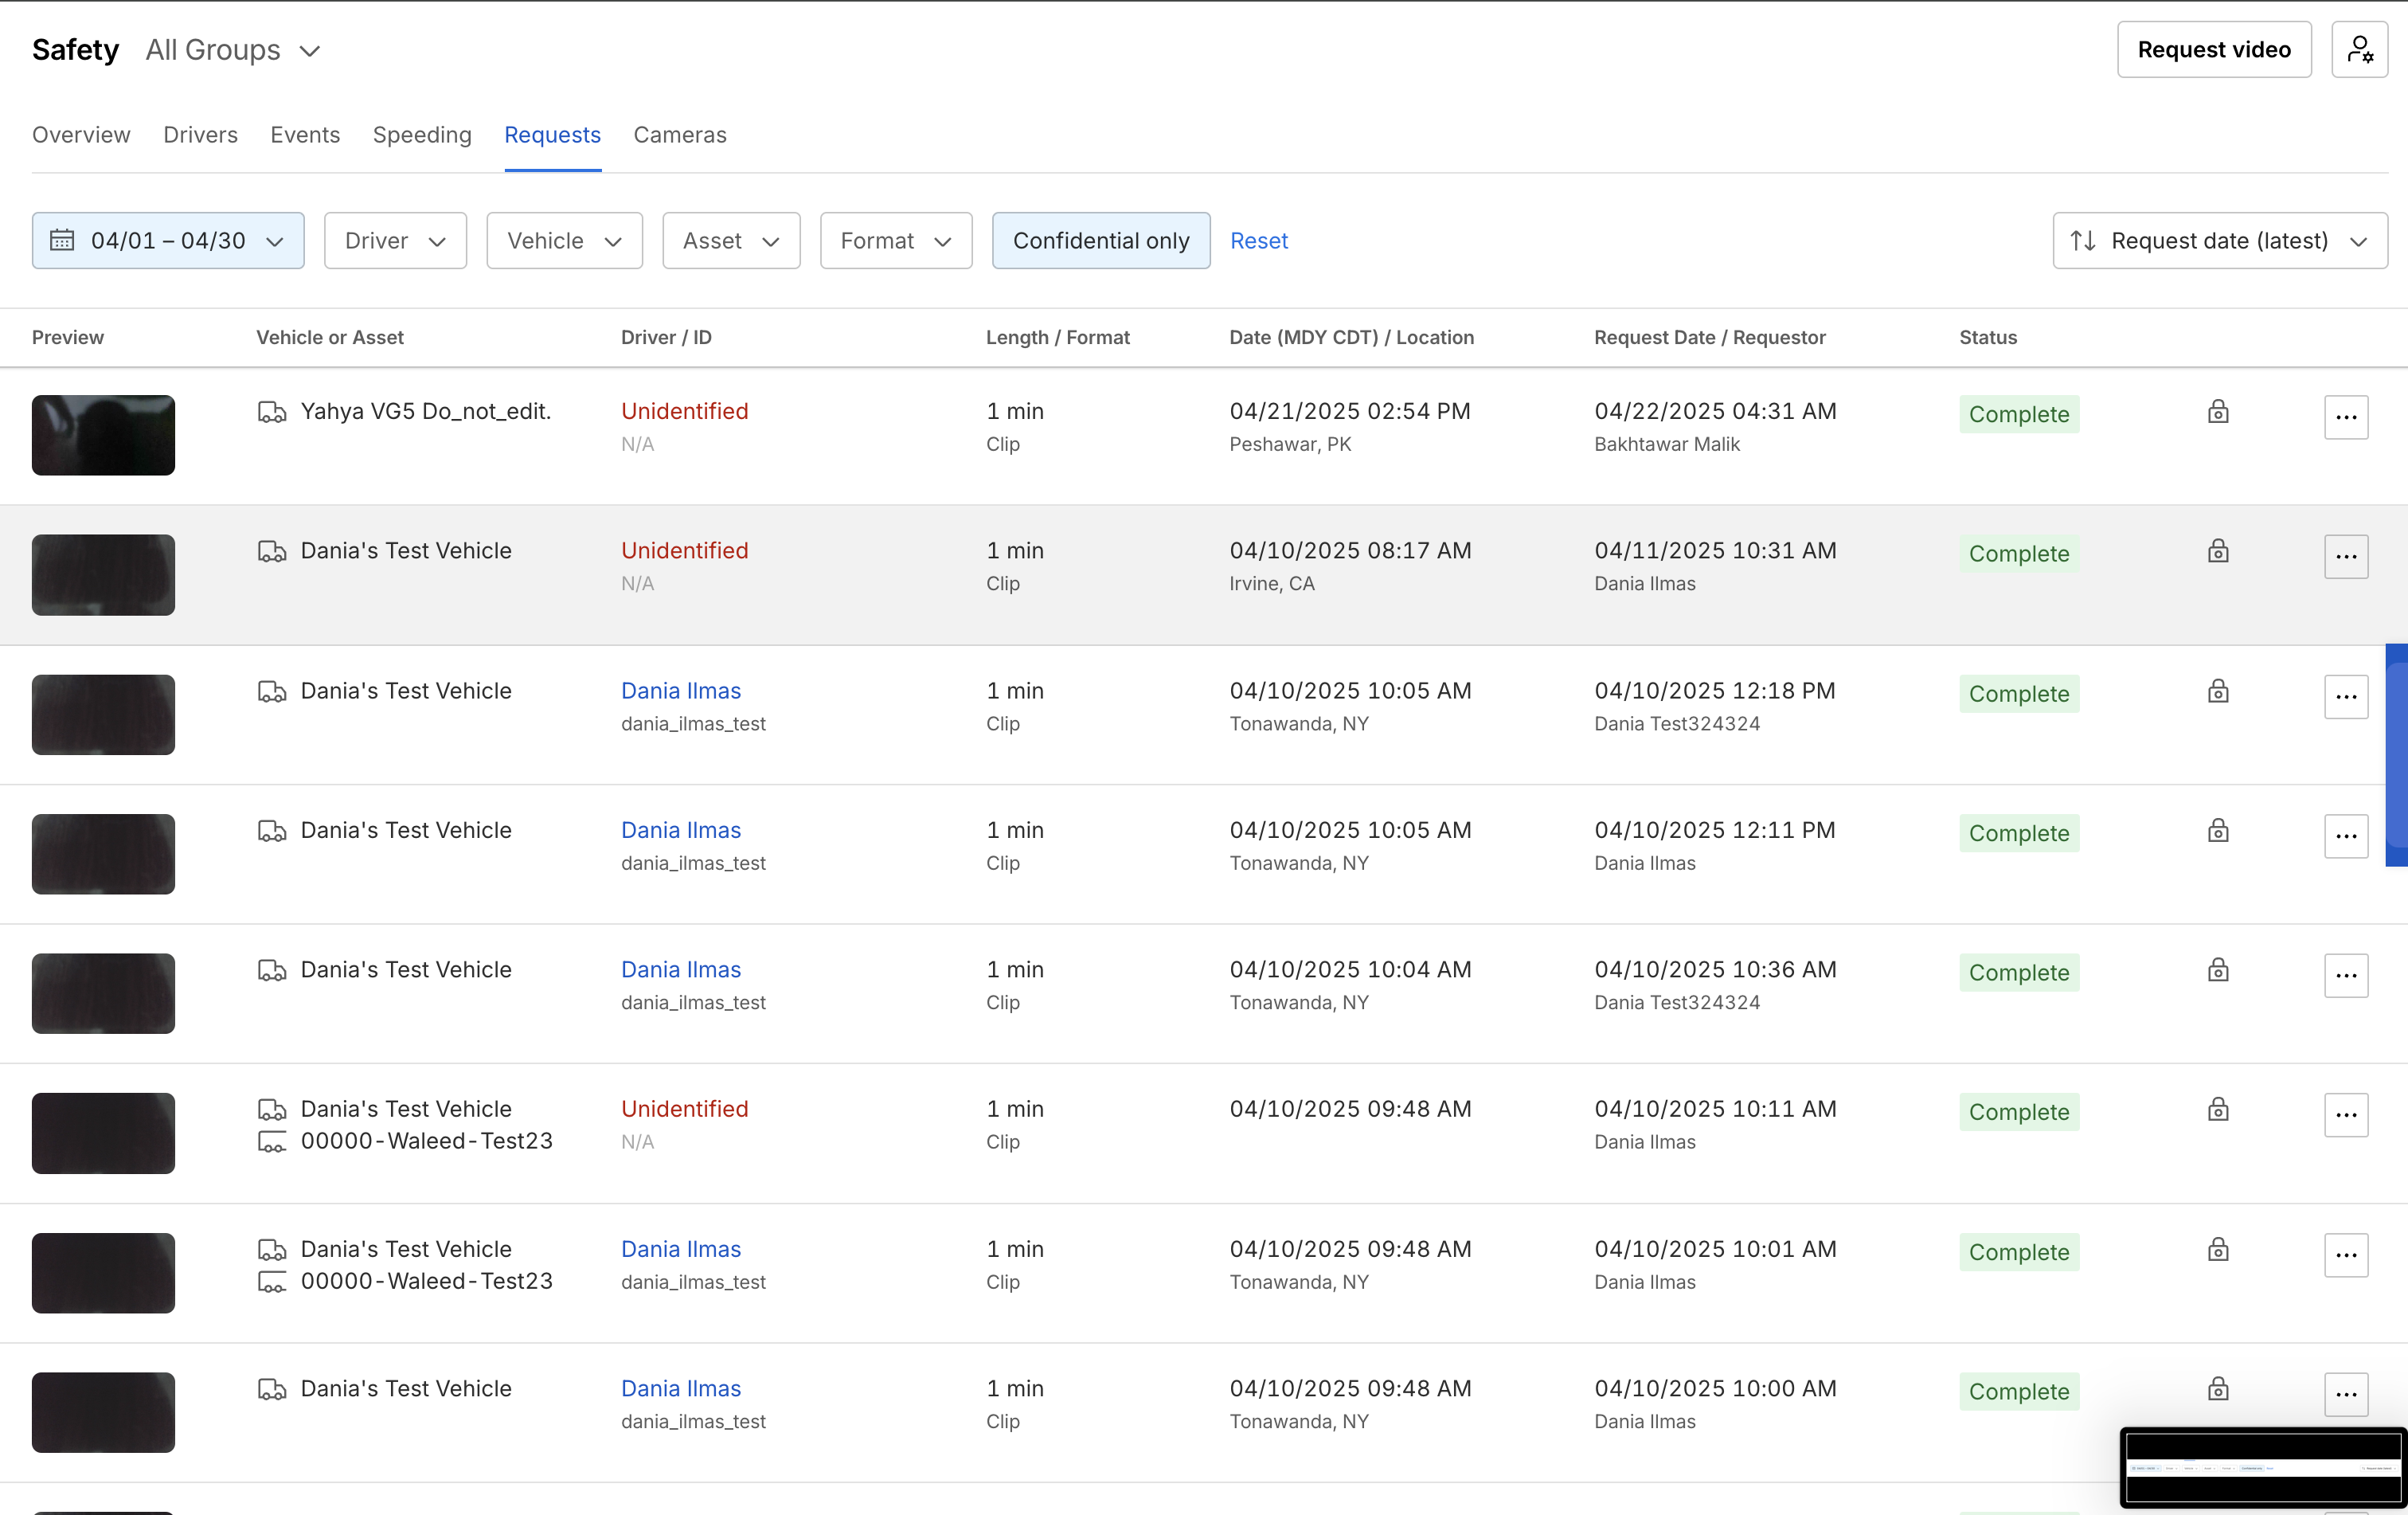 Safety All Groups Request video
Overview Drivers Events Speeding Requests Cameras
04/01 – 04/30 Driver Vehicle Asset Format Confidential only Reset Request date (latest)
Preview Vehicle or Asset Driver / ID Length / Format Date (MDY CDT) / Location Request Date / Requestor Status
Yahya VG5 Do_not_edit. Unidentified 1 min 04/21/2025 02:54 PM 04/22/2025 04:31 AM Complete
N/A Clip Peshawar, PK Bakhtawar Malik
Dania's Test Vehicle Unidentified 1 min 04/10/2025 08:17 AM 04/11/2025 10:31 AM Complete
N/A Clip Irvine, CA Dania Ilmas
Dania's Test Vehicle Dania Ilmas 1 min 04/10/2025 10:05 AM 04/10/2025 12:18 PM Complete
dania_ilmas_test Clip Tonawanda, NY Dania Test324324
Dania's Test Vehicle Dania Ilmas 1 min 04/10/2025 10:05 AM 04/10/2025 12:11 PM Complete
dania_ilmas_test Clip Tonawanda, NY Dania Ilmas
Dania's Test Vehicle Dania Ilmas 1 min 04/10/2025 10:04 AM 04/10/2025 10:36 AM Complete
dania_ilmas_test Clip Tonawanda, NY Dania Test324324
Dania's Test Vehicle Unidentified 1 min 04/10/2025 09:48 AM 04/10/2025 10:11 AM Complete
00000-Waleed-Test23 N/A Clip Dania Ilmas
Dania's Test Vehicle Dania Ilmas 1 min 04/10/2025 09:48 AM 04/10/2025 10:01 AM Complete
00000-Waleed-Test23 dania_ilmas_test Clip Tonawanda, NY Dania Ilmas
Dania's Test Vehicle Dania Ilmas 1 min 04/10/2025 09:48 AM 04/10/2025 10:00 AM Complete
dania_ilmas_test Clip Tonawanda, NY Dania Ilmas